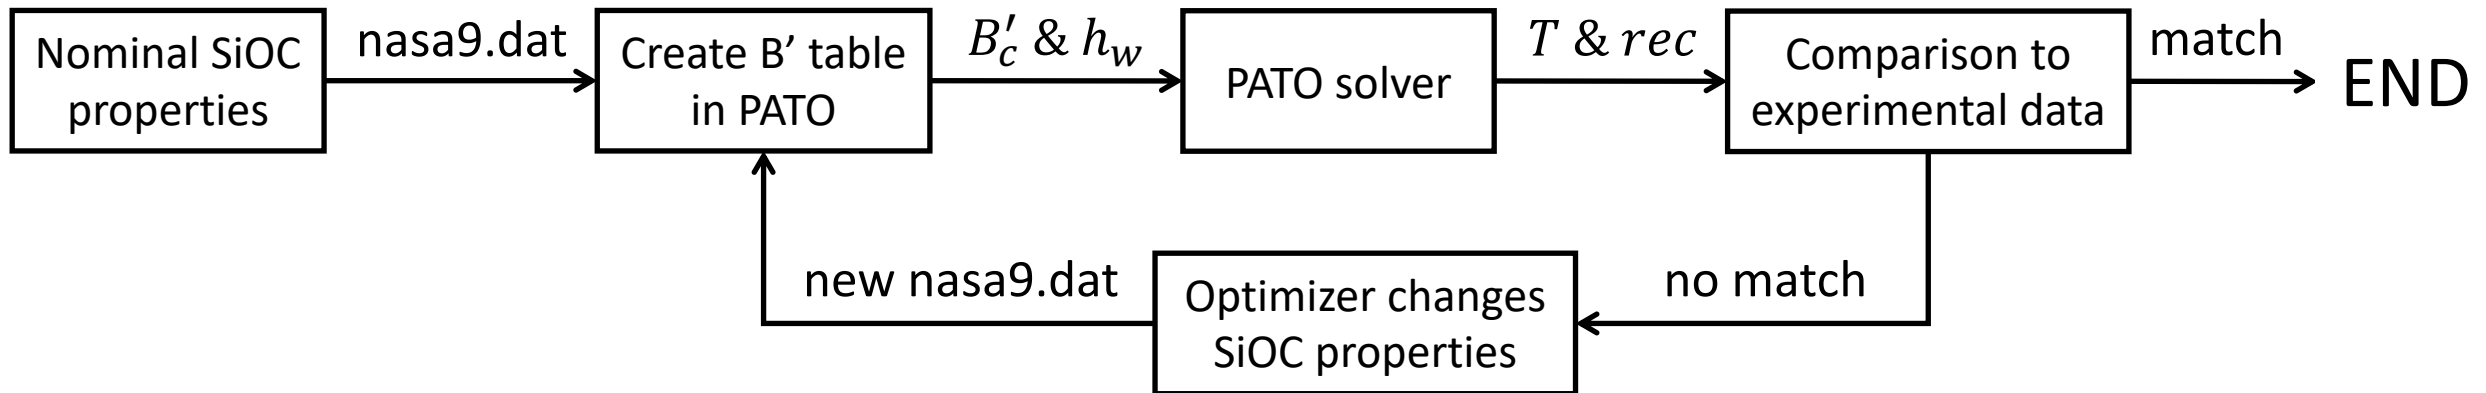 Nominal SiOC
properties
nasa9.dat
Create B’ table
in PATO
B′c & hw
PATO solver
T & rec
Comparison to
experimental data
match
END
no match
Optimizer changes
SiOC properties
new nasa9.dat